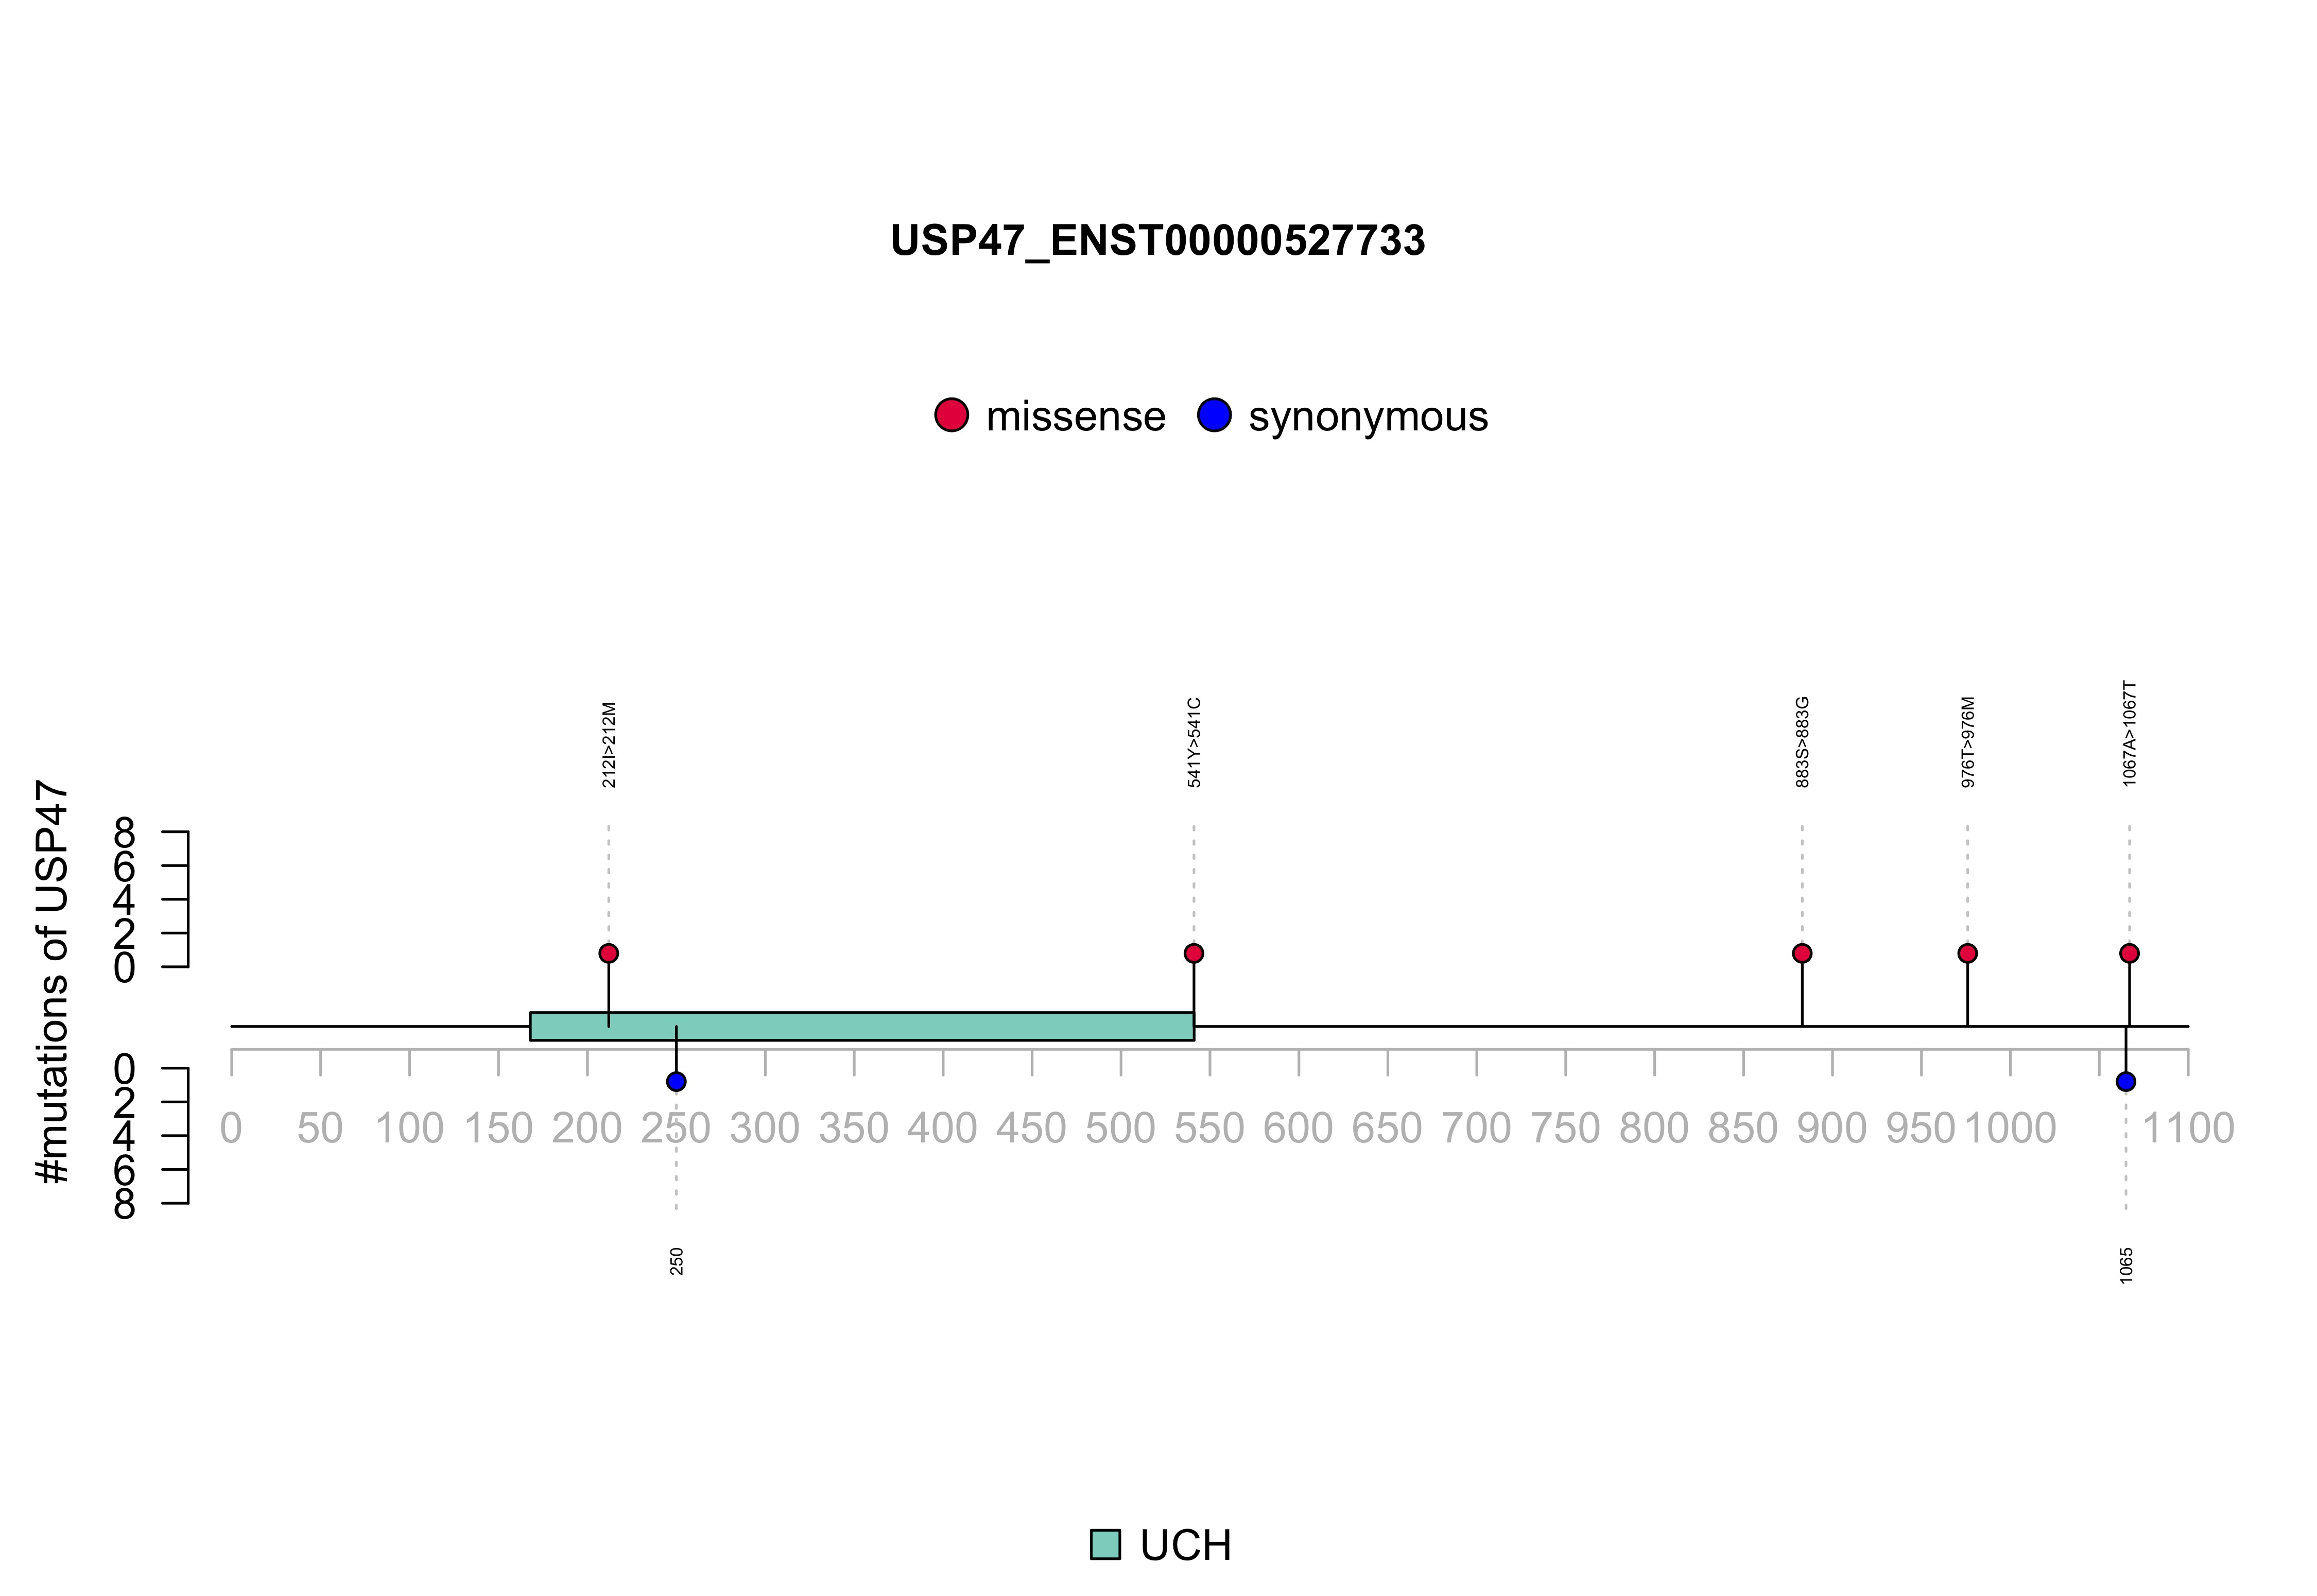 USP47_ENST00000527733
missense synonymous
212I>212M 541Y>541C 883S>883G 976T>976M 1067A>1067T
#mutations of USP47
8
6
4
2
0
0
2
4
6
8
0 50 100 150 200 250 300 350 400 450 500 550 600 650 700 750 800 850 900 950 1000 1100
250 1065
UCH